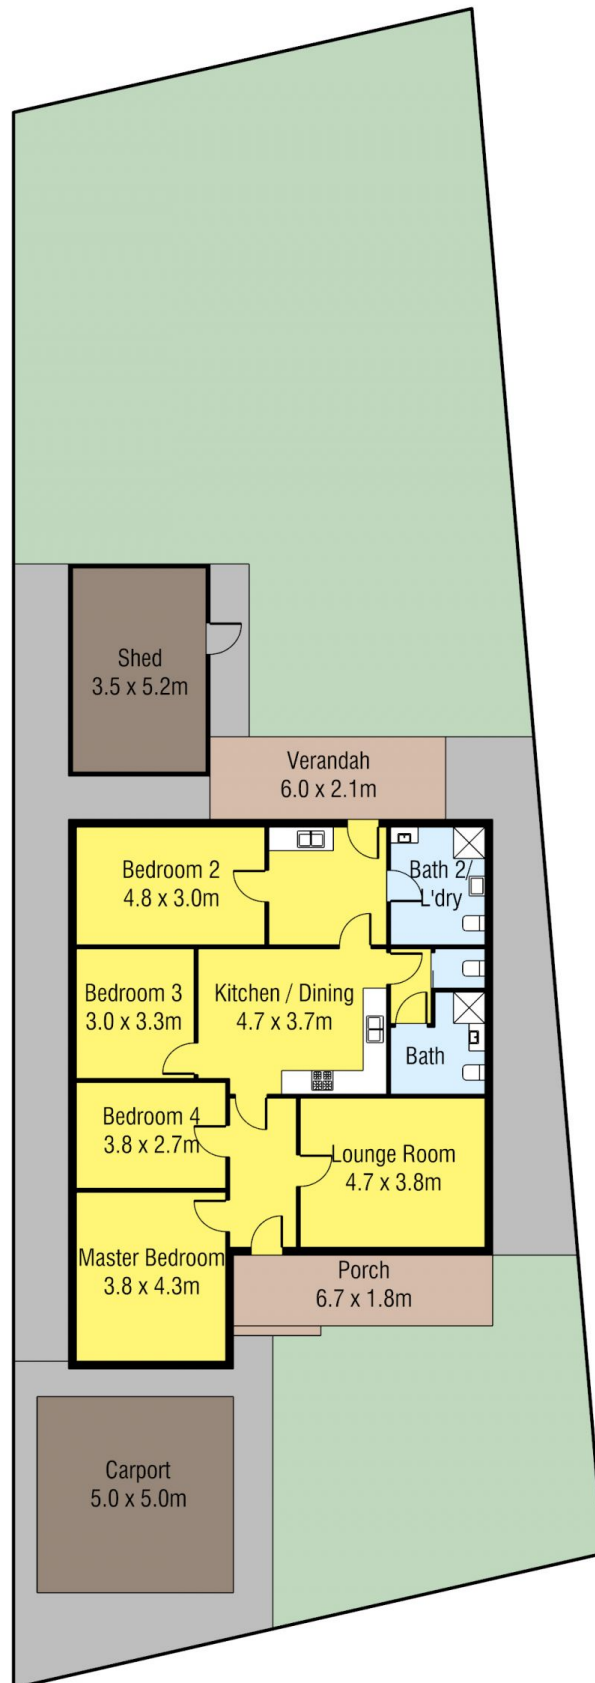 Shed
3.5 x 5.2m
Verandah
6.0 x 2.1m
Bedroom 2
4.8 x 3.0m
Bath 2/
L'dry
Bedroom 3
3.0 x 3.3m
Kitchen / Dining
4.7 x 3.7m
Bath
Bedroom 4
3.8 x 2.7m
Lounge Room
4.7 x 3.8m
Master Bedroom
3.8 x 4.3m
Porch
6.7 x 1.8m
Carport
5.0 x 5.0m